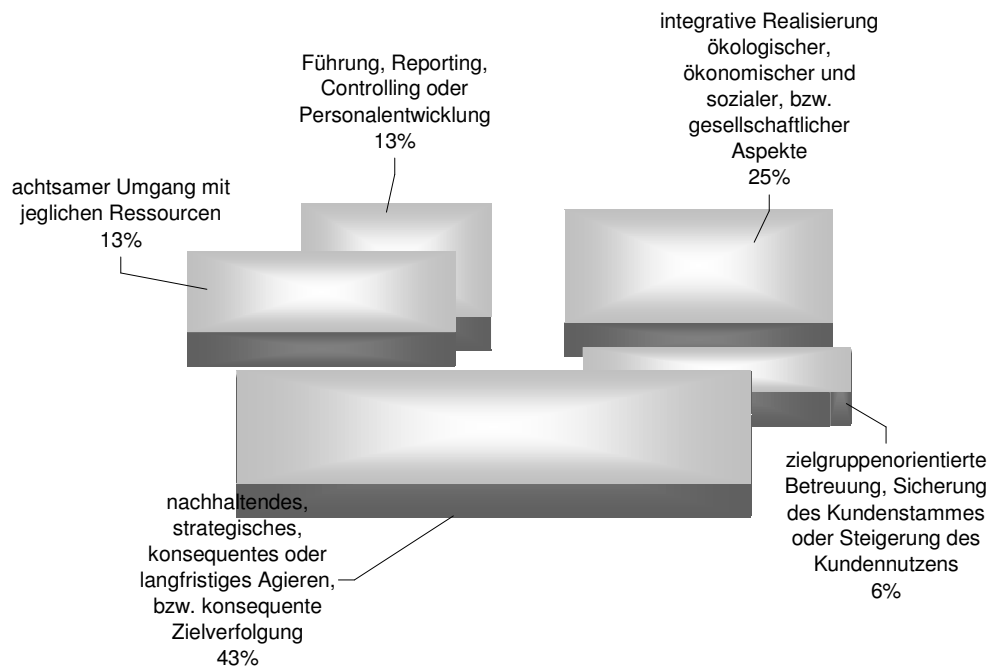 integrative Realisierung
ökologischer,
ökonomischer und
sozialer, bzw.
gesellschaftlicher
Aspekte
25%
Führung, Reporting,
Controlling oder
Personalentwicklung
13%
achtsamer Umgang mit
jeglichen Ressourcen
13%
zielgruppenorientierte
Betreuung, Sicherung
des Kundenstammes
oder Steigerung des
Kundennutzens
6%
nachhaltendes,
strategisches,
konsequentes oder
langfristiges Agieren,
bzw. konsequente
Zielverfolgung
43%